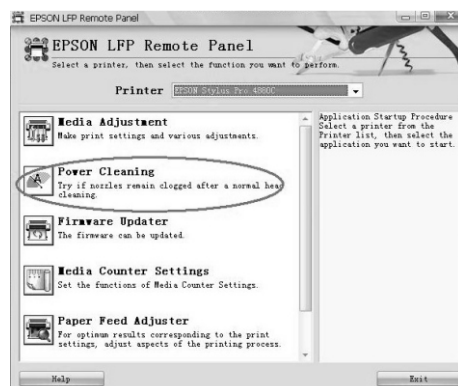 EPSON LFP Remote Panel
EPSON LFP Remote Panel
Select a printer, then select the function you want to perform.
Printer
EPSON Stylus Pro 4880C
Media Adjustment
Make print settings and various adjustments.
Power Cleaning
Try if nozzles remain clogged after a normal head
cleaning.
Firmware Updater
The firmware can be updated.
Media Counter Settings
Set the functions of Media Counter Settings.
Paper Feed Adjuster
For optimum results corresponding to the print
settings, adjust aspects of the printing process.
Application Startup Procedure
Select a printer from the
Printer list, then select the
application you want to start.
Help
Exit